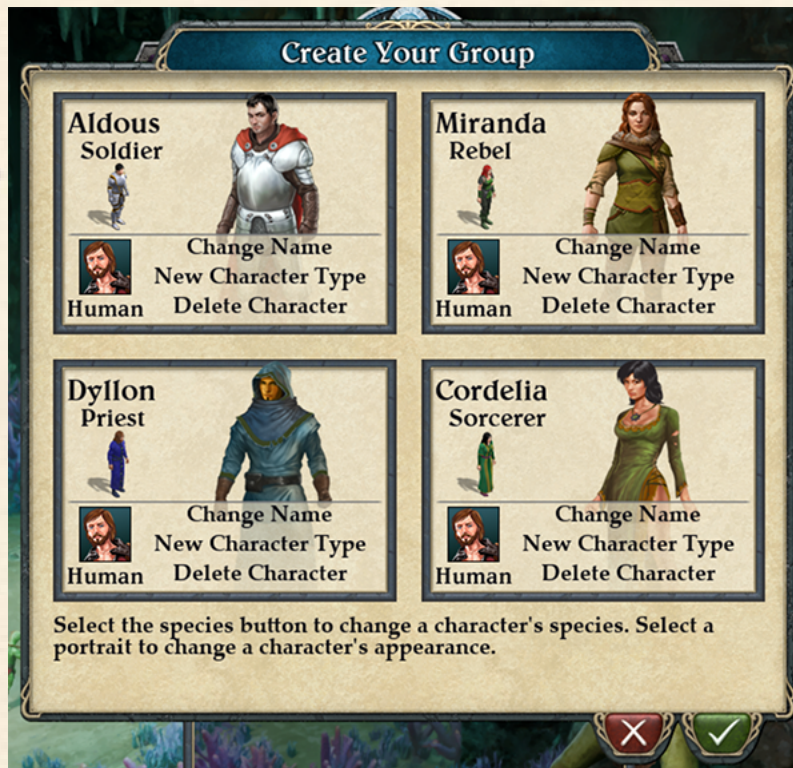 Create Your Group
Aldous
Soldier
Change Name
New Character Type
Human
Delete Character
Miranda
Rebel
Change Name
New Character Type
Human
Delete Character
Dyllon
Priest
Change Name
New Character Type
Human
Delete Character
Cordelia
Sorcerer
Change Name
New Character Type
Human
Delete Character
Select the species button to change a character's species. Select a
portrait to change a character's appearance.